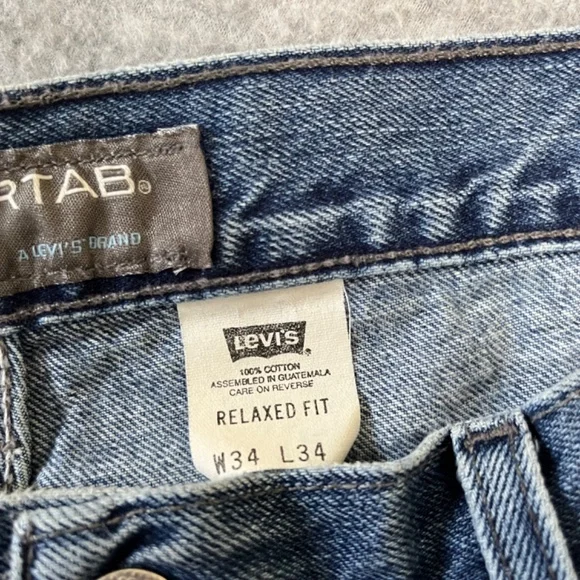 RTAB®
A LEVI'S BRAND
LEVI'S®
100% COTTON
ASSEMBLED IN GUATEMALA
CARE ON REVERSE
RELAXED FIT
W34 L34